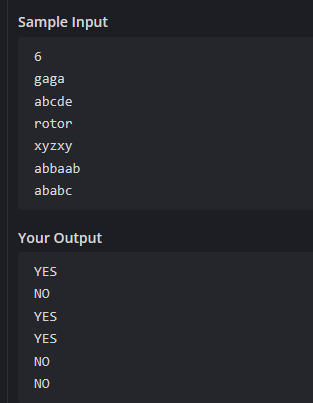 Sample Input
6
gaga
abcde
rotor
xyzxy
abbaab
ababc
Your Output
YES
NO
YES
YES
NO
NO